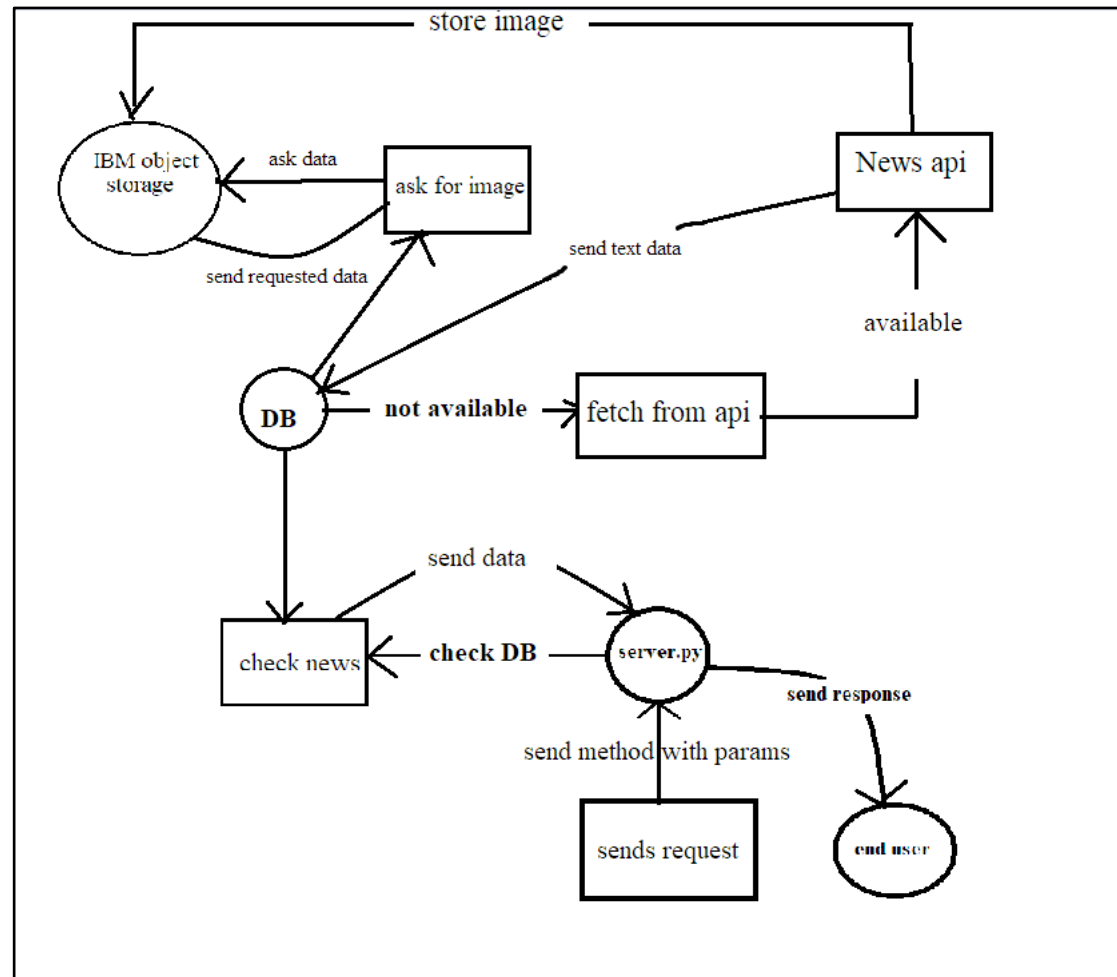 store image
IBM object
storage
ask data
ask for image
News api
send text data
send requested data
available
DB
not available
fetch from api
send data
check news
check DB
server.py
send response
send method with params
sends request
end user